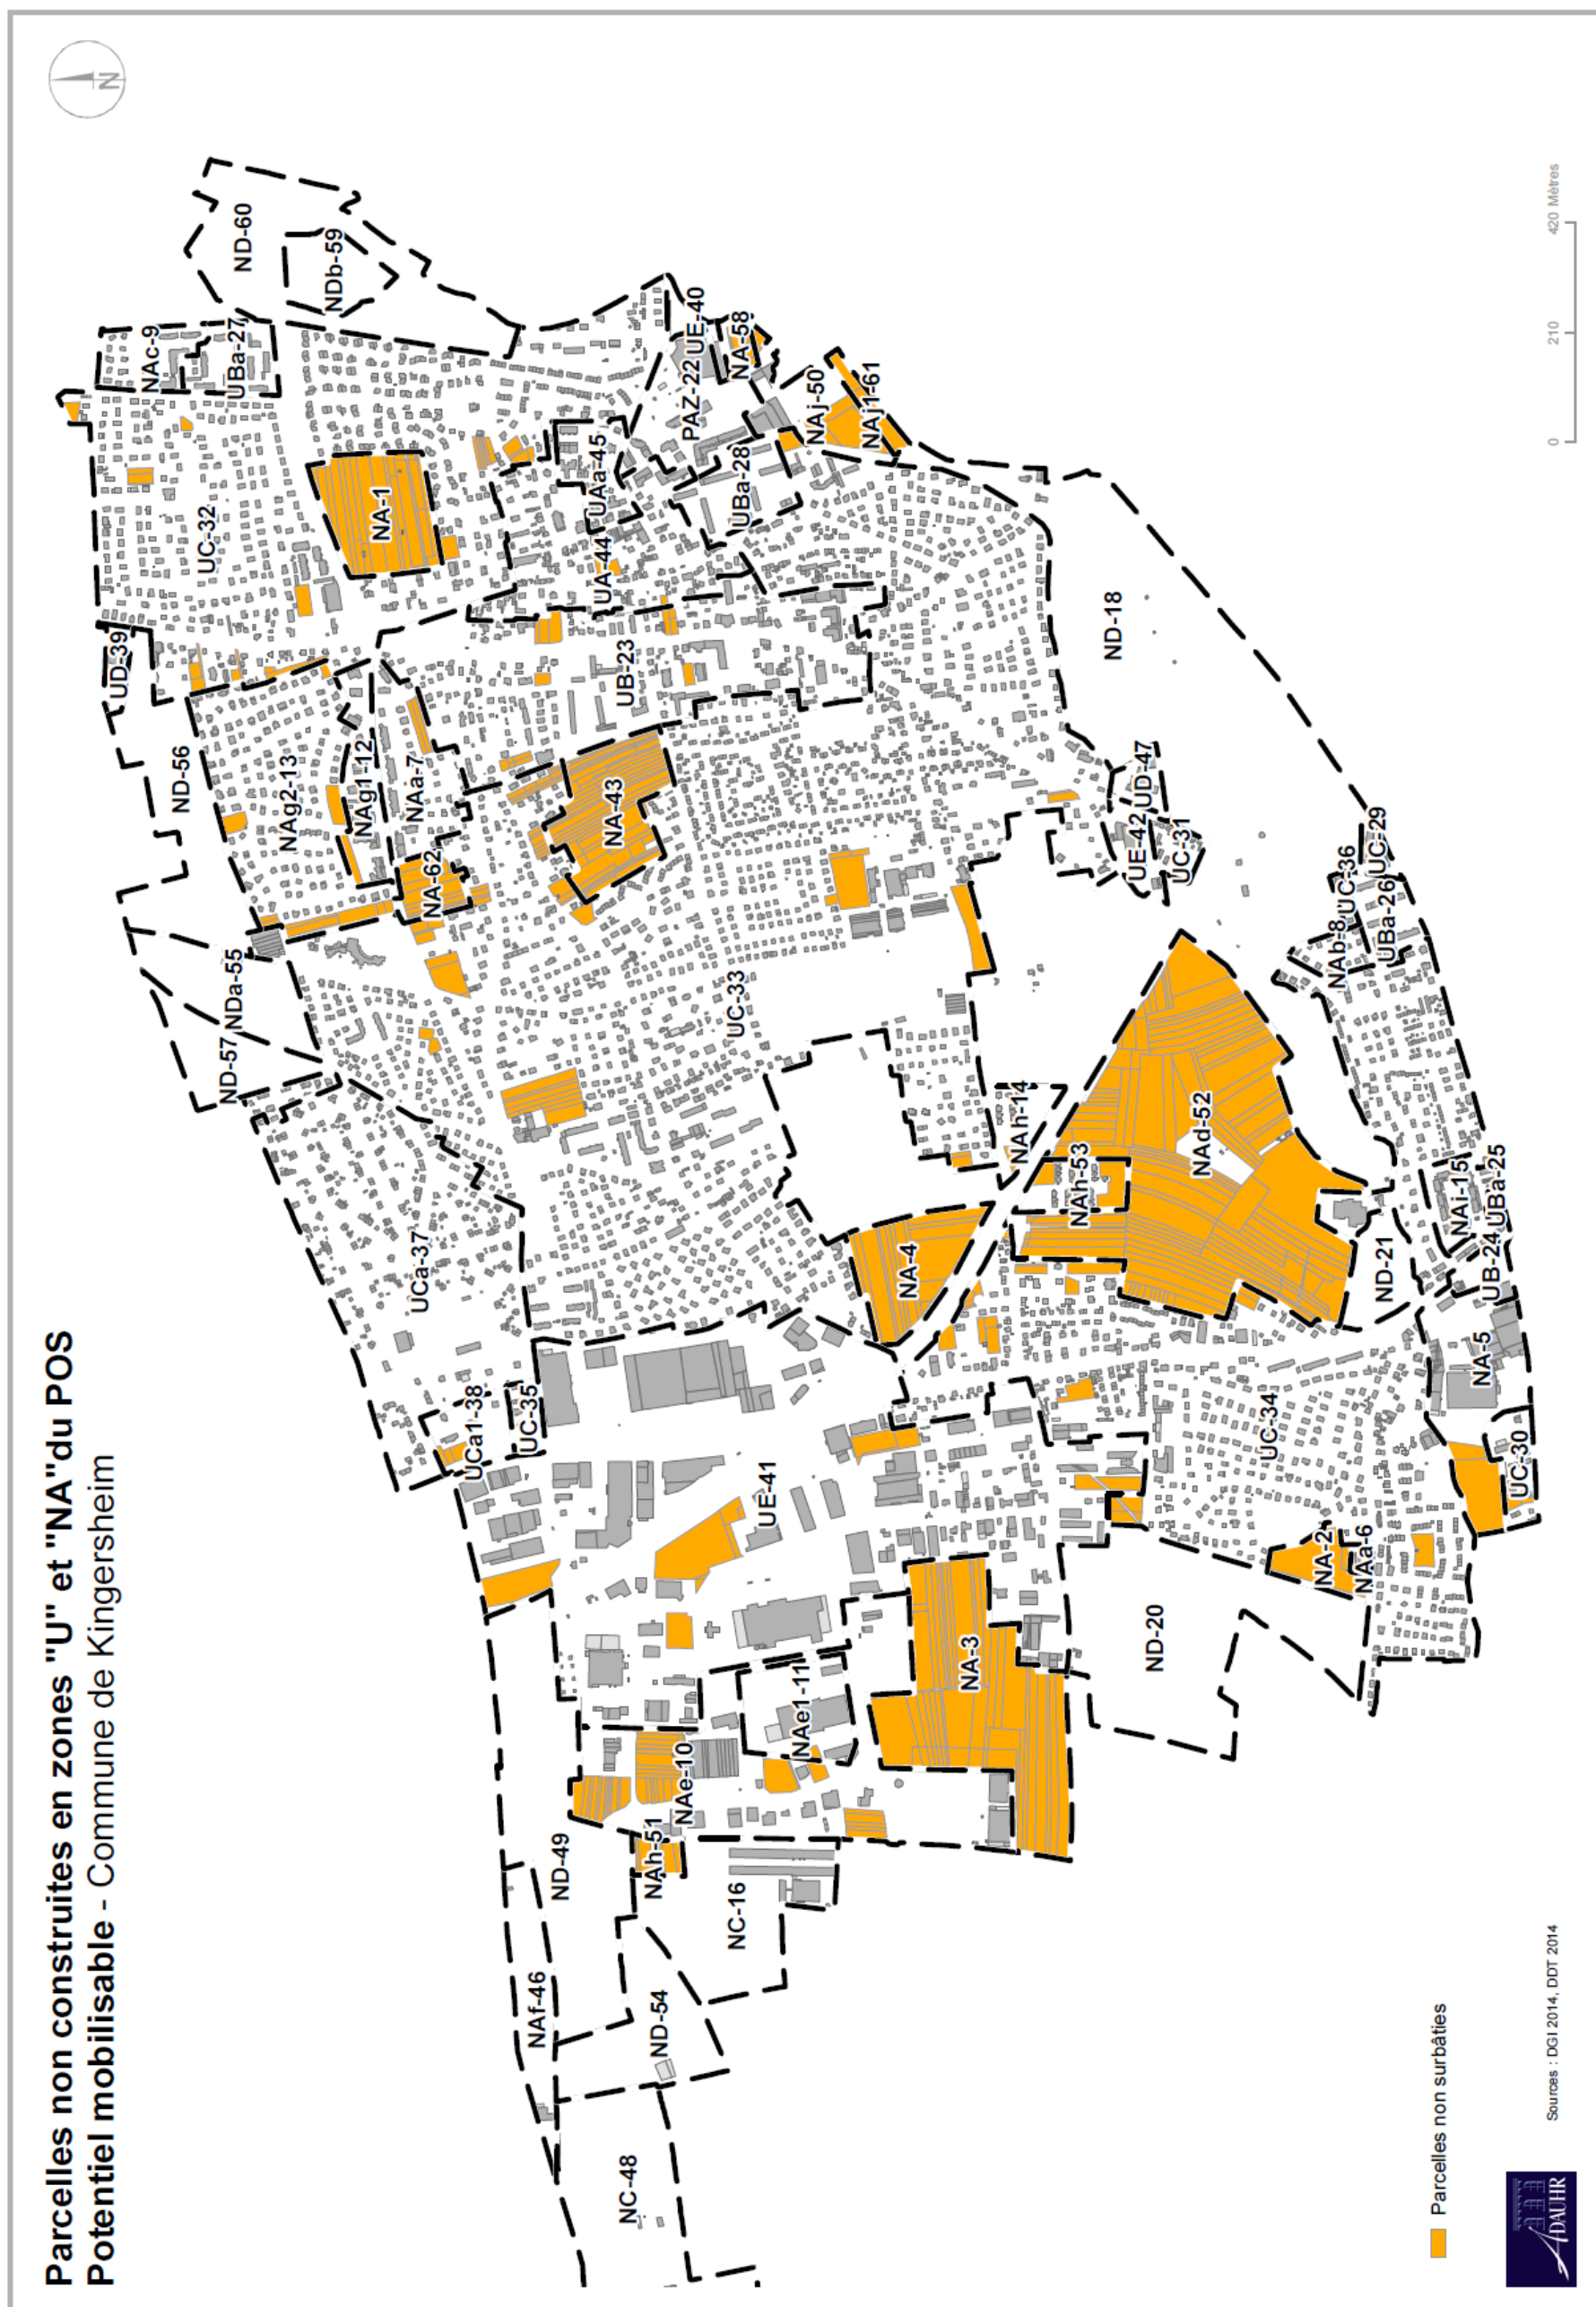 Parcelles non construites en zones "U" et "NA"du POS
Potentiel mobilisable - Commune de Kingersheim
N
ND-60
NDb-59
NAc-9
UBa-27
UC-32
NA-1
UD-39
ND-56
NAg2-13
NAg1-12
NAa-7
NA-62
NDa-55
ND-57
UAa-45
UA-44
UB-23
NA-43
PAZ-22
UE-40
NA-58
UBa-28
NAj-50
NAj1-61
ND-18
UD-47
UE-42
UC-31
UC-29
UC-36
UBa-26
NAb-8
UC-33
UCa-37
UCa1-38
UC-35
NAh-14
NAh-53
NAd-52
NA-4
ND-21
NAi-15
UBa-25
UB-24
NA-5
UC-30
UC-34
NA-2
NAa-6
ND-20
UE-41
NA-3
NAe1-11
NAe-10
NAh-51
ND-49
NC-16
NAf-46
ND-54
NC-48
0 210 420 Mètres
Parcelles non surbâties
Sources : DGI 2014, DDT 2014
ADAUHR